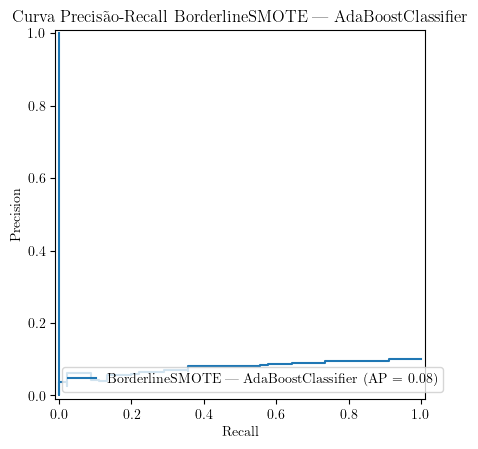 Curva Precisão-Recall BorderlineSMOTE — AdaBoostClassifier
1.0
0.8
0.6
0.4
0.2
0.0
Precision
BorderlineSMOTE — AdaBoostClassifier (AP = 0.08)
0.0 0.2 0.4 0.6 0.8 1.0
Recall